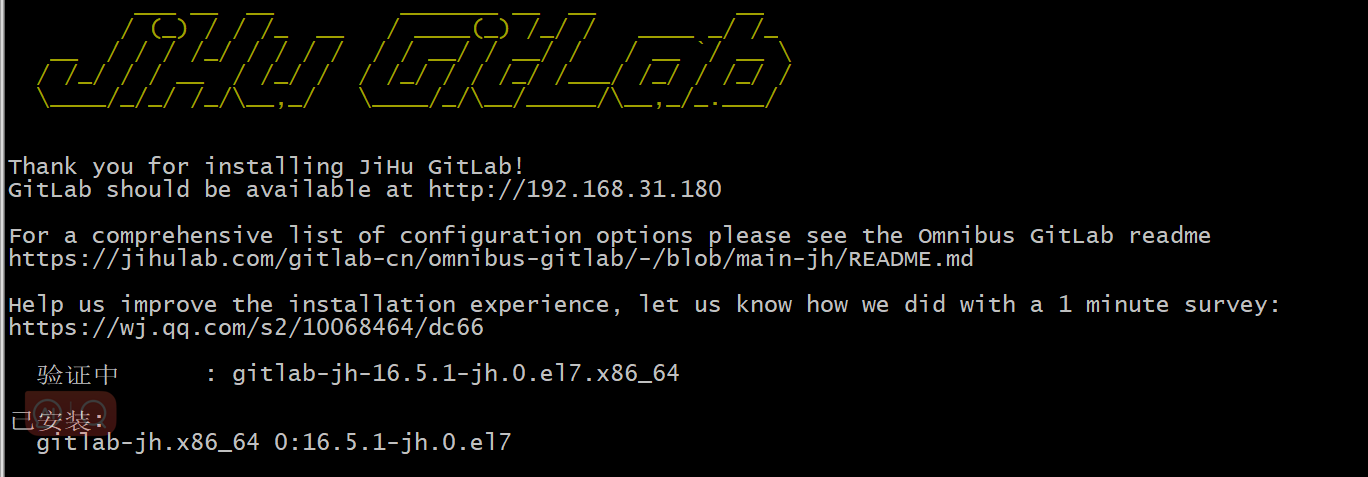 JiHu GitLab
Thank you for installing JiHu GitLab!
GitLab should be available at http://192.168.31.180
For a comprehensive list of configuration options please see the Omnibus GitLab readme
https://jihulab.com/gitlab-cn/omnibus-gitlab/-/blob/main-jh/README.md
Help us improve the installation experience, let us know how we did with a 1 minute survey:
https://wj.qq.com/s2/10068464/dc66
验证中 : gitlab-jh-16.5.1-jh.0.el7.x86_64
已安装:
gitlab-jh.x86_64 0:16.5.1-jh.0.el7